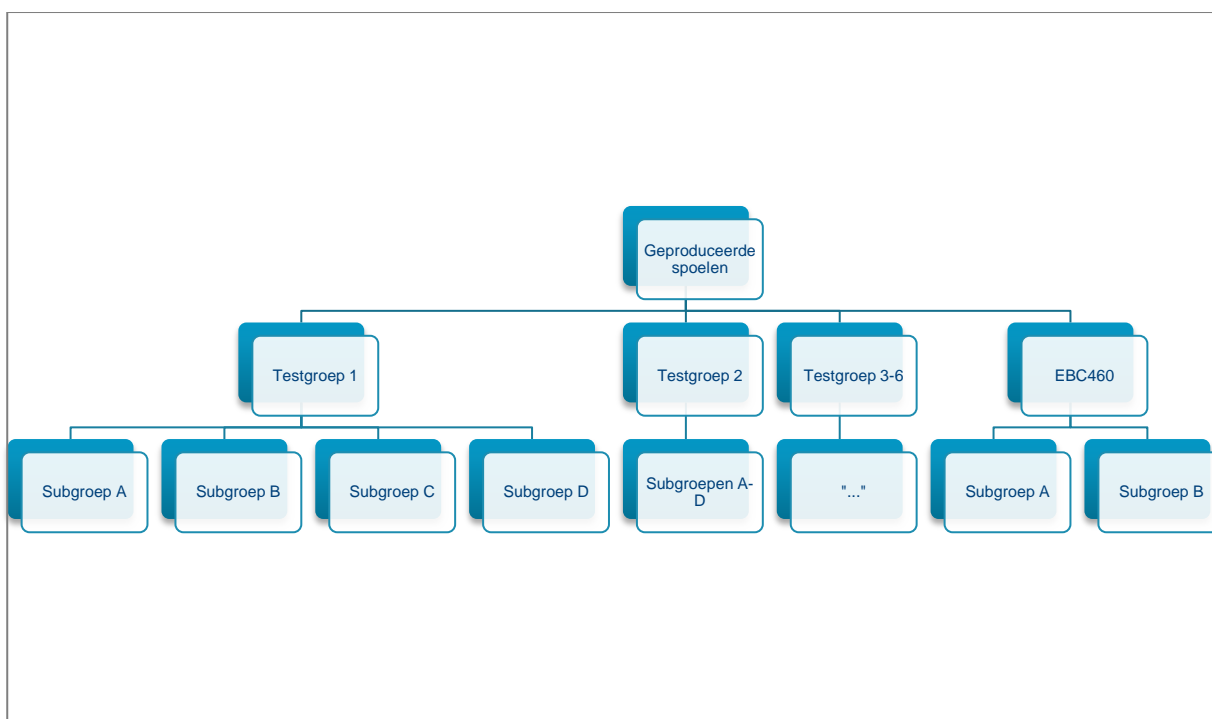 Geproduceerde
spoelen
Testgroep 1
Testgroep 2
Testgroep 3-6
EBC460
Subgroep A
Subgroep B
Subgroep C
Subgroep D
Subgroepen A-
D
"..."
Subgroep A
Subgroep B